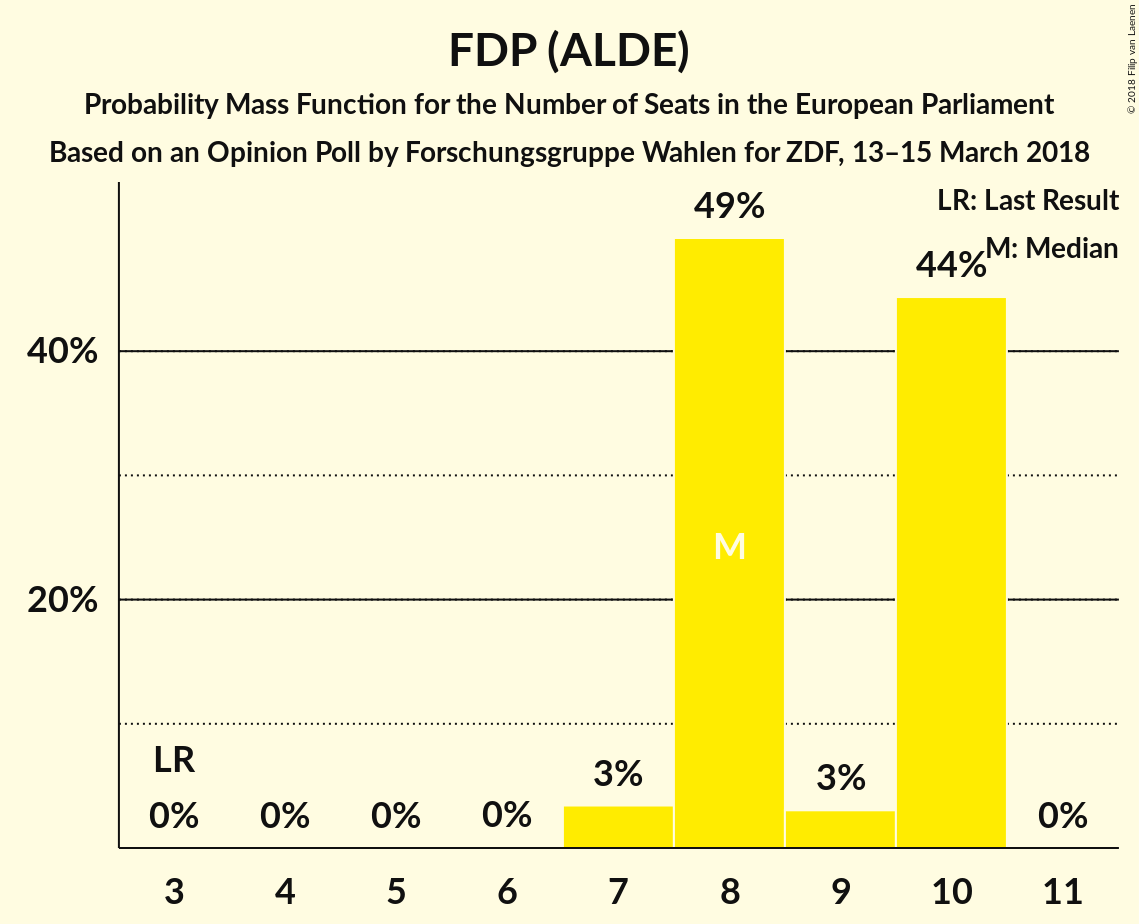 FDP (ALDE)
Probability Mass Function for the Number of Seats in the European Parliament
Based on an Opinion Poll by Forschungsgruppe Wahlen for ZDF, 13–15 March 2018
© 2018 Filip van Laenen
LR: Last Result
M: Median
49%
44%
40%
M
20%
LR
0% 0% 0% 0% 3% 3% 0%
3 4 5 6 7 8 9 10 11